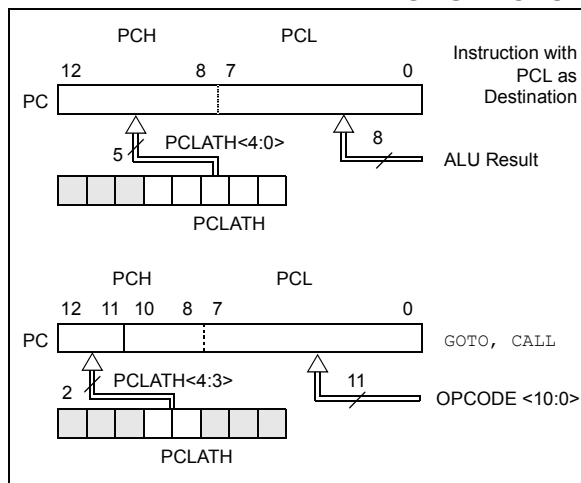 PCH PCL
12 8 7 0
Instruction with
PCL as
Destination
PC
5 PCLATH<4:0> 8
ALU Result
PCLATH
PCH PCL
12 11 10 8 7 0
PC GOTO, CALL
2 PCLATH<4:3> 11
OPCODE <10:0>
PCLATH